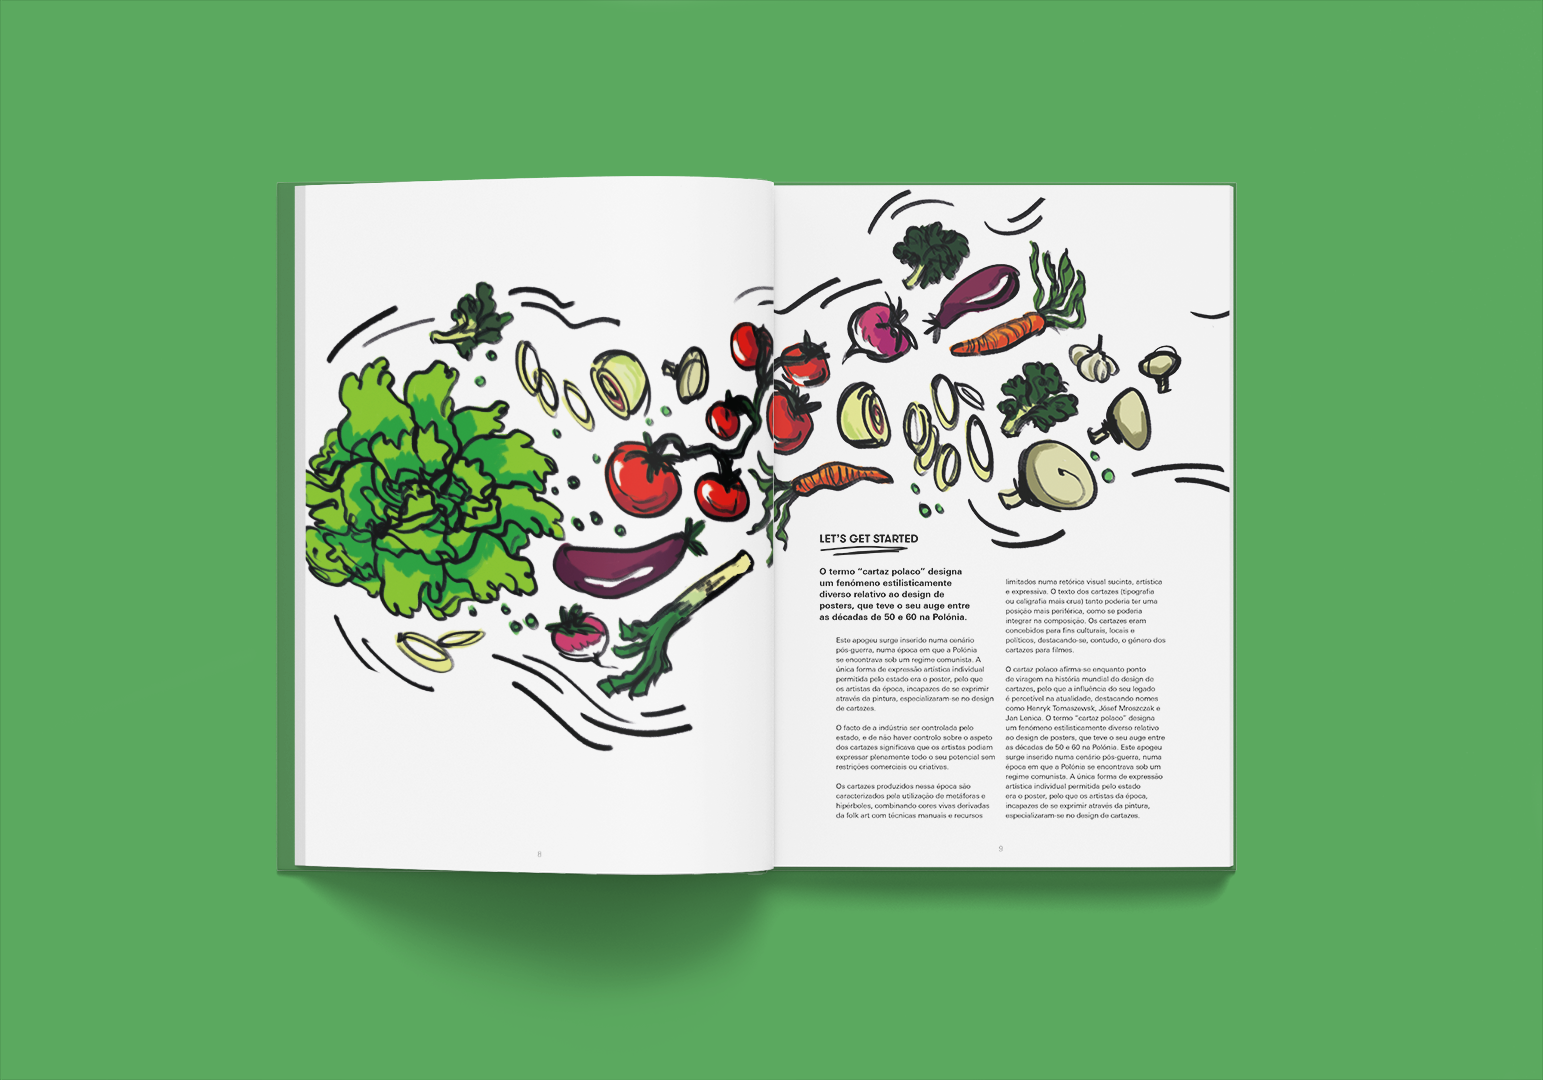 LET'S GET STARTED
O termo “cartaz polaco” designa
um fenómeno estilisticamente
diverso relativo ao design de
posters, que teve o seu auge entre
as décadas de 50 e 60 na Polónia.
Este apogeu surge inserido numa cenário
pós-guerra, numa época em que a Polónia
se encontrava sob um regime comunista. A
única forma de expressão artística individual
permitida pelo estado era o poster, pelo que
os artistas da época, incapazes de se exprimir
através da pintura, especializaram-se no design
de cartazes.
O facto de a indústria ser controlada pelo
estado, e de não haver controlo sobre o aspeto
dos cartazes significava que os artistas podiam
expressar plenamente todo o seu potencial sem
restrições comerciais ou criativas.
Os cartazes produzidos nessa época são
caracterizados pela utilização de metáforas e
hipérboles, combinando cores vivas derivadas
da folk art com técnicas manuais e recursos
limitados numa retórica visual sucinta, artística
e expressiva. O texto dos cartazes (tipografia
ou caligrafia mais crua) tanto poderia ter uma
posição mais periférica, como se poderia
integrar na composição. Os cartazes eram
concebidos para fins culturais, locais e
políticos, destacando-se, contudo, o género dos
cartazes para filmes.
O cartaz polaco afirma-se enquanto ponto
de viragem na história mundial do design de
cartazes, pelo que a influência do seu legado
é percetível na atualidade, destacando nomes
como Henryk Tomaszewsk, Jósef Mroszczak e
Jan Lenica. O termo “cartaz polaco” designa
um fenómeno estilisticamente diverso relativo
ao design de posters, que teve o seu auge entre
as décadas de 50 e 60 na Polónia. Este apogeu
surge inserido numa cenário pós-guerra, numa
época em que a Polónia se encontrava sob um
regime comunista. A única forma de expressão
artística individual permitida pelo estado
era o poster, pelo que os artistas da época,
incapazes de se exprimir através da pintura,
especializaram-se no design de cartazes.
8
9